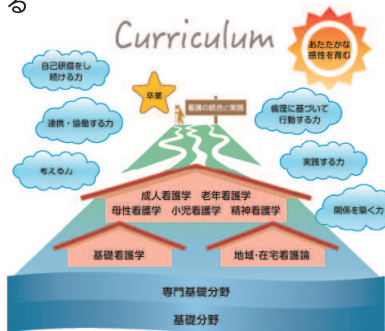 る
Curriculum
あたたかな
感性を育む
自己研鑽をし
続ける力
卒業
看護の統合と実践
連携・協働する力
倫理に基づいて
行動する力
考える力
実践する力
成人看護学 老年看護学
母性看護学 小児看護学 精神看護学
関係を築く力
基礎看護学
地域・在宅看護論
専門基礎分野
基礎分野